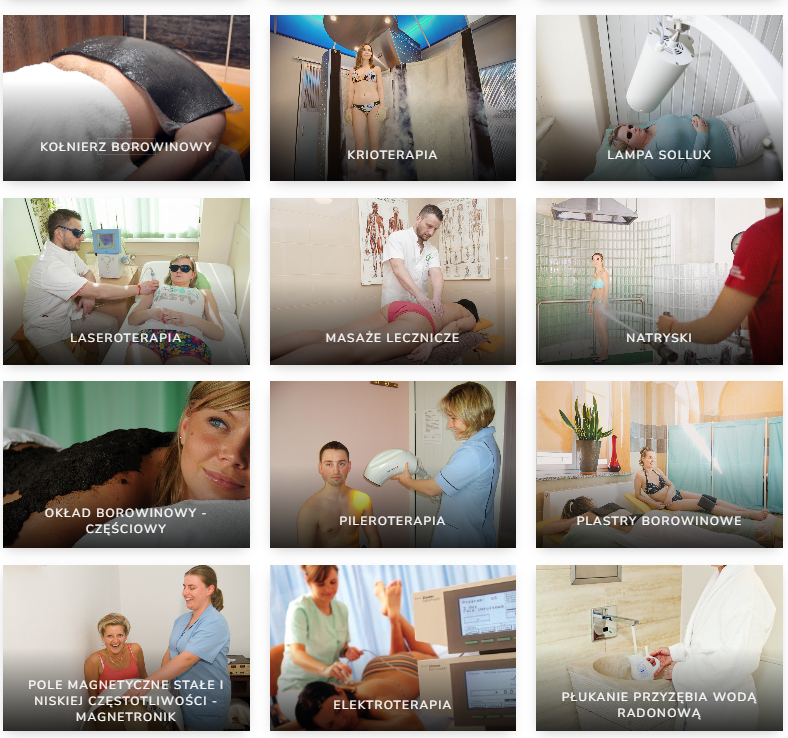 KOŁNIERZ BOROWINOWY
KRIOTERAPIA
LAMPA SOLLUX
LASEROTERAPIA
MASAŻE LECZNICZE
NATRYSKI
OKŁAD BOROWINOWY -
CZĘŚCIOWY
PILEROTERAPIA
PLASTRY BOROWINOWE
POLE MAGNETYCZNE STAŁE I
NISKIEJ CZĘSTOTLIWOŚCI -
MAGNETRONIK
ELEKTROTERAPIA
PŁUKANIE PRZYZĘBIA WODĄ
RADONOWĄ